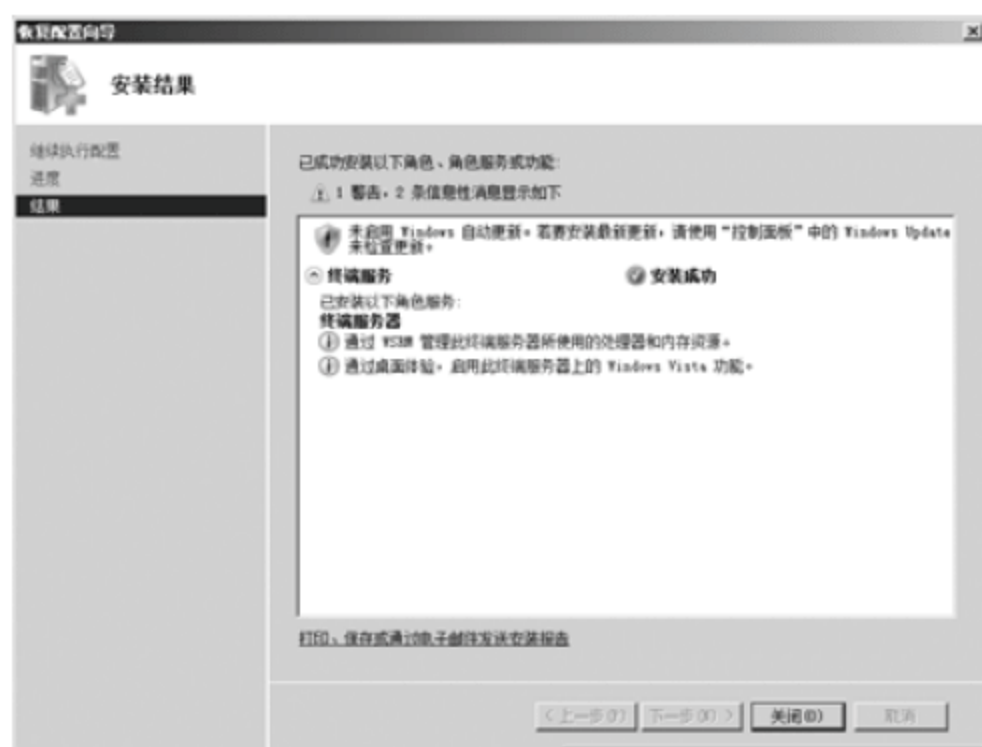 恢复配置向导
安装结果
继续执行配置
进度
结果
已成功安装以下角色、角色服务或功能:
1 警告，2 条信息性消息显示如下
未启用 Windows 自动更新。若要安装最新更新，请使用“控制面板”中的 Windows Update
来检查更新。
终端服务 安装成功
已安装以下角色服务:
终端服务器
通过 WSRM 管理此终端服务器所使用的处理器和内存资源。
通过桌面体验，启用此终端服务器上的 Windows Vista 功能。
打印、保存或通过电子邮件发送安装报告
< 上一步(P) 下一步(N) > 关闭(O) 取消